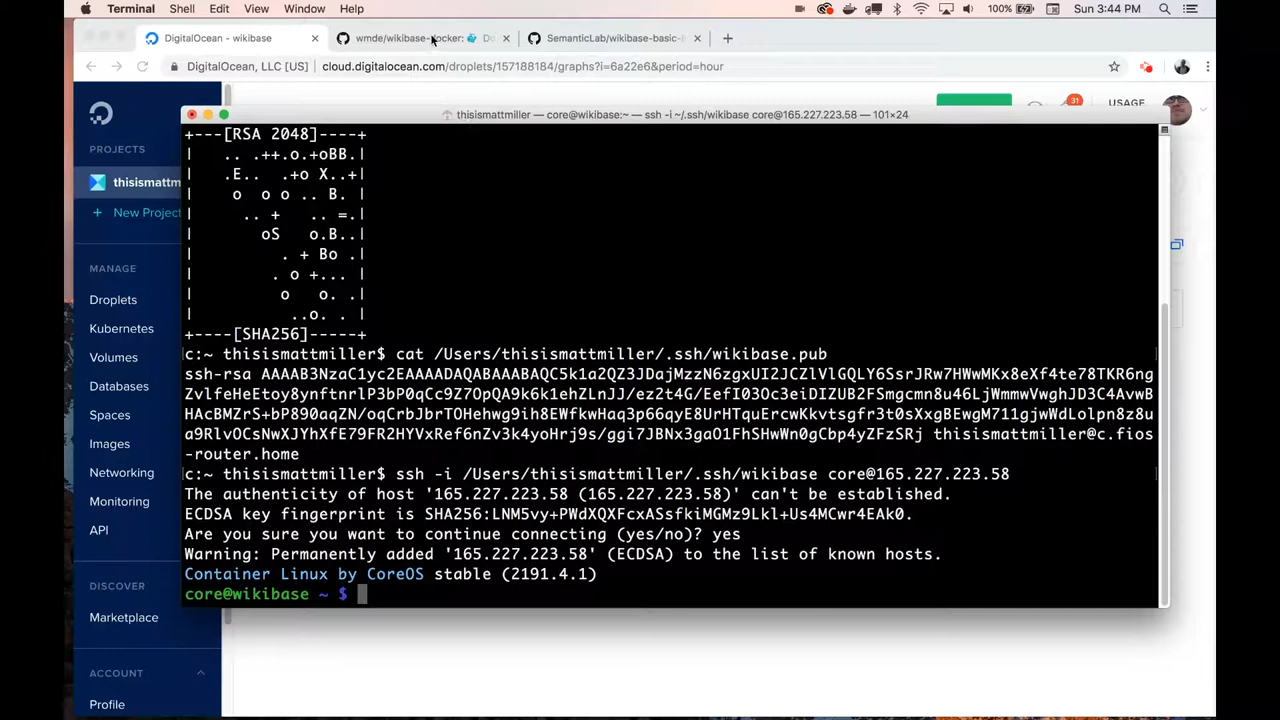 Terminal Shell Edit View Window Help 100% Sun 3:44 PM
DigitalOcean - wikibase × wmde/wikibase-docker: Do × SemanticLab/wikibase-basic- × +
DigitalOcean, LLC [US] cloud.digitalocean.com/droplets/157188184/graphs?i=6a22e6&period=hour
31 USAGE
thisismattmiller — core@wikibase:~ — ssh -i ~/.ssh/wikibase core@165.227.223.58 — 101×24
PROJECTS
thisismattm
+ New Project
MANAGE
Droplets
Kubernetes
Volumes
Databases
Spaces
Images
Networking
Monitoring
API
DISCOVER
Marketplace
ACCOUNT
Profile
+---[RSA 2048]----+
| .. .++.o.+oBB.|
| .E.. .+o X..+|
| o o o .. B. |
| .. + .. =.|
| oS o.B..|
| . + Bo .|
| . o +... |
| o o. .|
| ..o. . |
+----[SHA256]-----+
c:~ thisismattmiller$ cat /Users/thisismattmiller/.ssh/wikibase.pub
ssh-rsa AAAAB3NzaC1yc2EAAAADAQABAAABAQC5k1a2QZ3JDajMzzN6zgxUI2JCZlVlGQLY6SsrJRw7HWwMKx8eXf4te78TKR6ng
ZvlfeHeEtoy8ynftnrlP3bP0qCc9Z7OpQA9k6k1ehZLnJJ/ez2t4G/EefI03Oc3eiDIZUB2FSmgcmn8u46LjWmmwVwghJD3C4AvwB
HAcBMZrS+bP890aqZN/oqCrbJbrTOHehwg9ih8EWfkwHaq3p66qyE8UrHTquErcwKkvtsgfr3t0sXxgBEwgM711gjwWdLolpn8z8u
a9RlvOCsNwXJYhXfE79FR2HYVxRef6nZv3k4yoHrj9s/ggi7JBNx3gaO1FhSHwWn0gCbp4yZFzSRj thisismattmiller@c.fios
-router.home
c:~ thisismattmiller$ ssh -i /Users/thisismattmiller/.ssh/wikibase core@165.227.223.58
The authenticity of host '165.227.223.58 (165.227.223.58)' can't be established.
ECDSA key fingerprint is SHA256:LNM5vy+PWdXQXFcxASsfkiMGMz9Lkl+Us4MCwr4EAk0.
Are you sure you want to continue connecting (yes/no)? yes
Warning: Permanently added '165.227.223.58' (ECDSA) to the list of known hosts.
Container Linux by CoreOS stable (2191.4.1)
core@wikibase ~ $